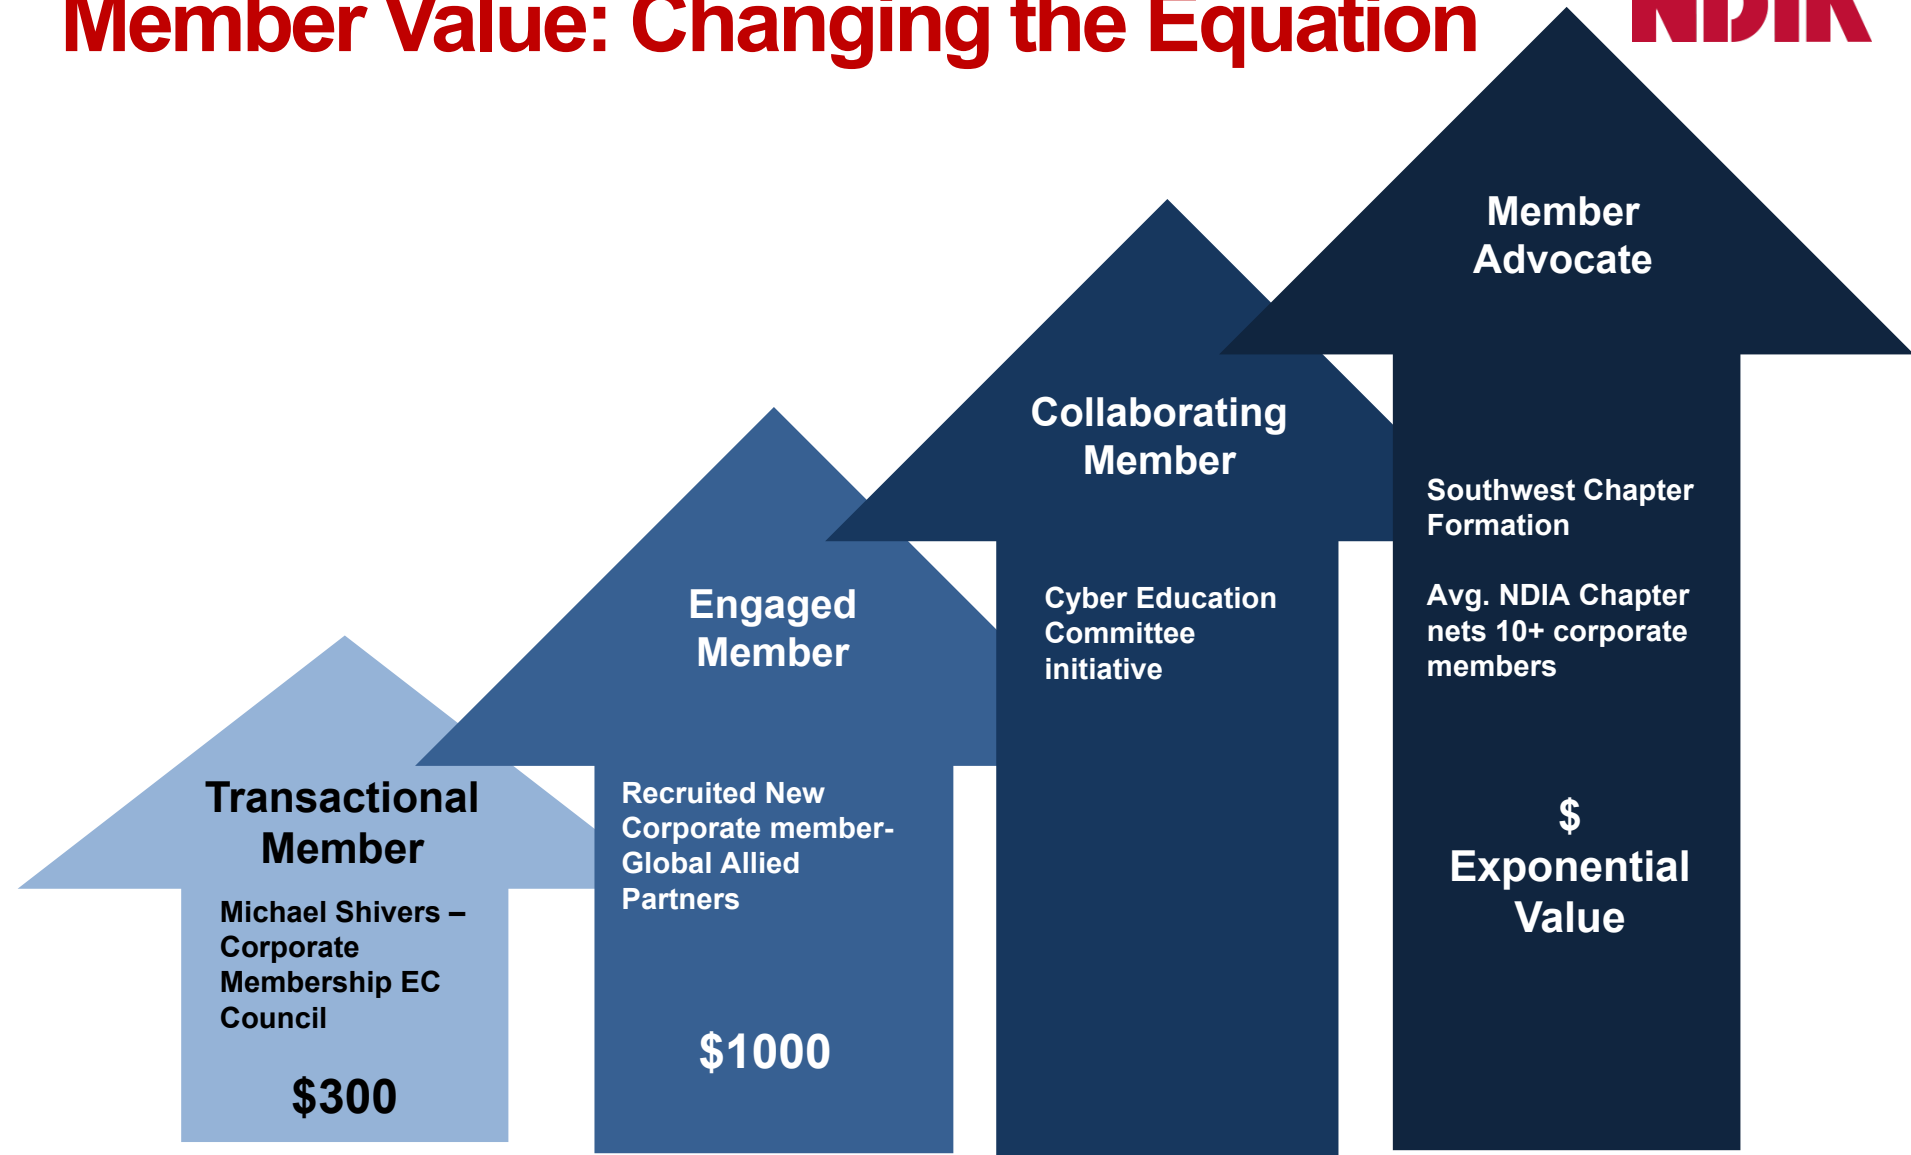 Member Value: Changing the Equation
NDIA
Member
Advocate
Southwest Chapter
Formation
Avg. NDIA Chapter
nets 10+ corporate
members
$
Exponential
Value
Collaborating
Member
Cyber Education
Committee
initiative
Engaged
Member
Recruited New
Corporate member-
Global Allied
Partners
$1000
Transactional
Member
Michael Shivers –
Corporate
Membership EC
Council
$300